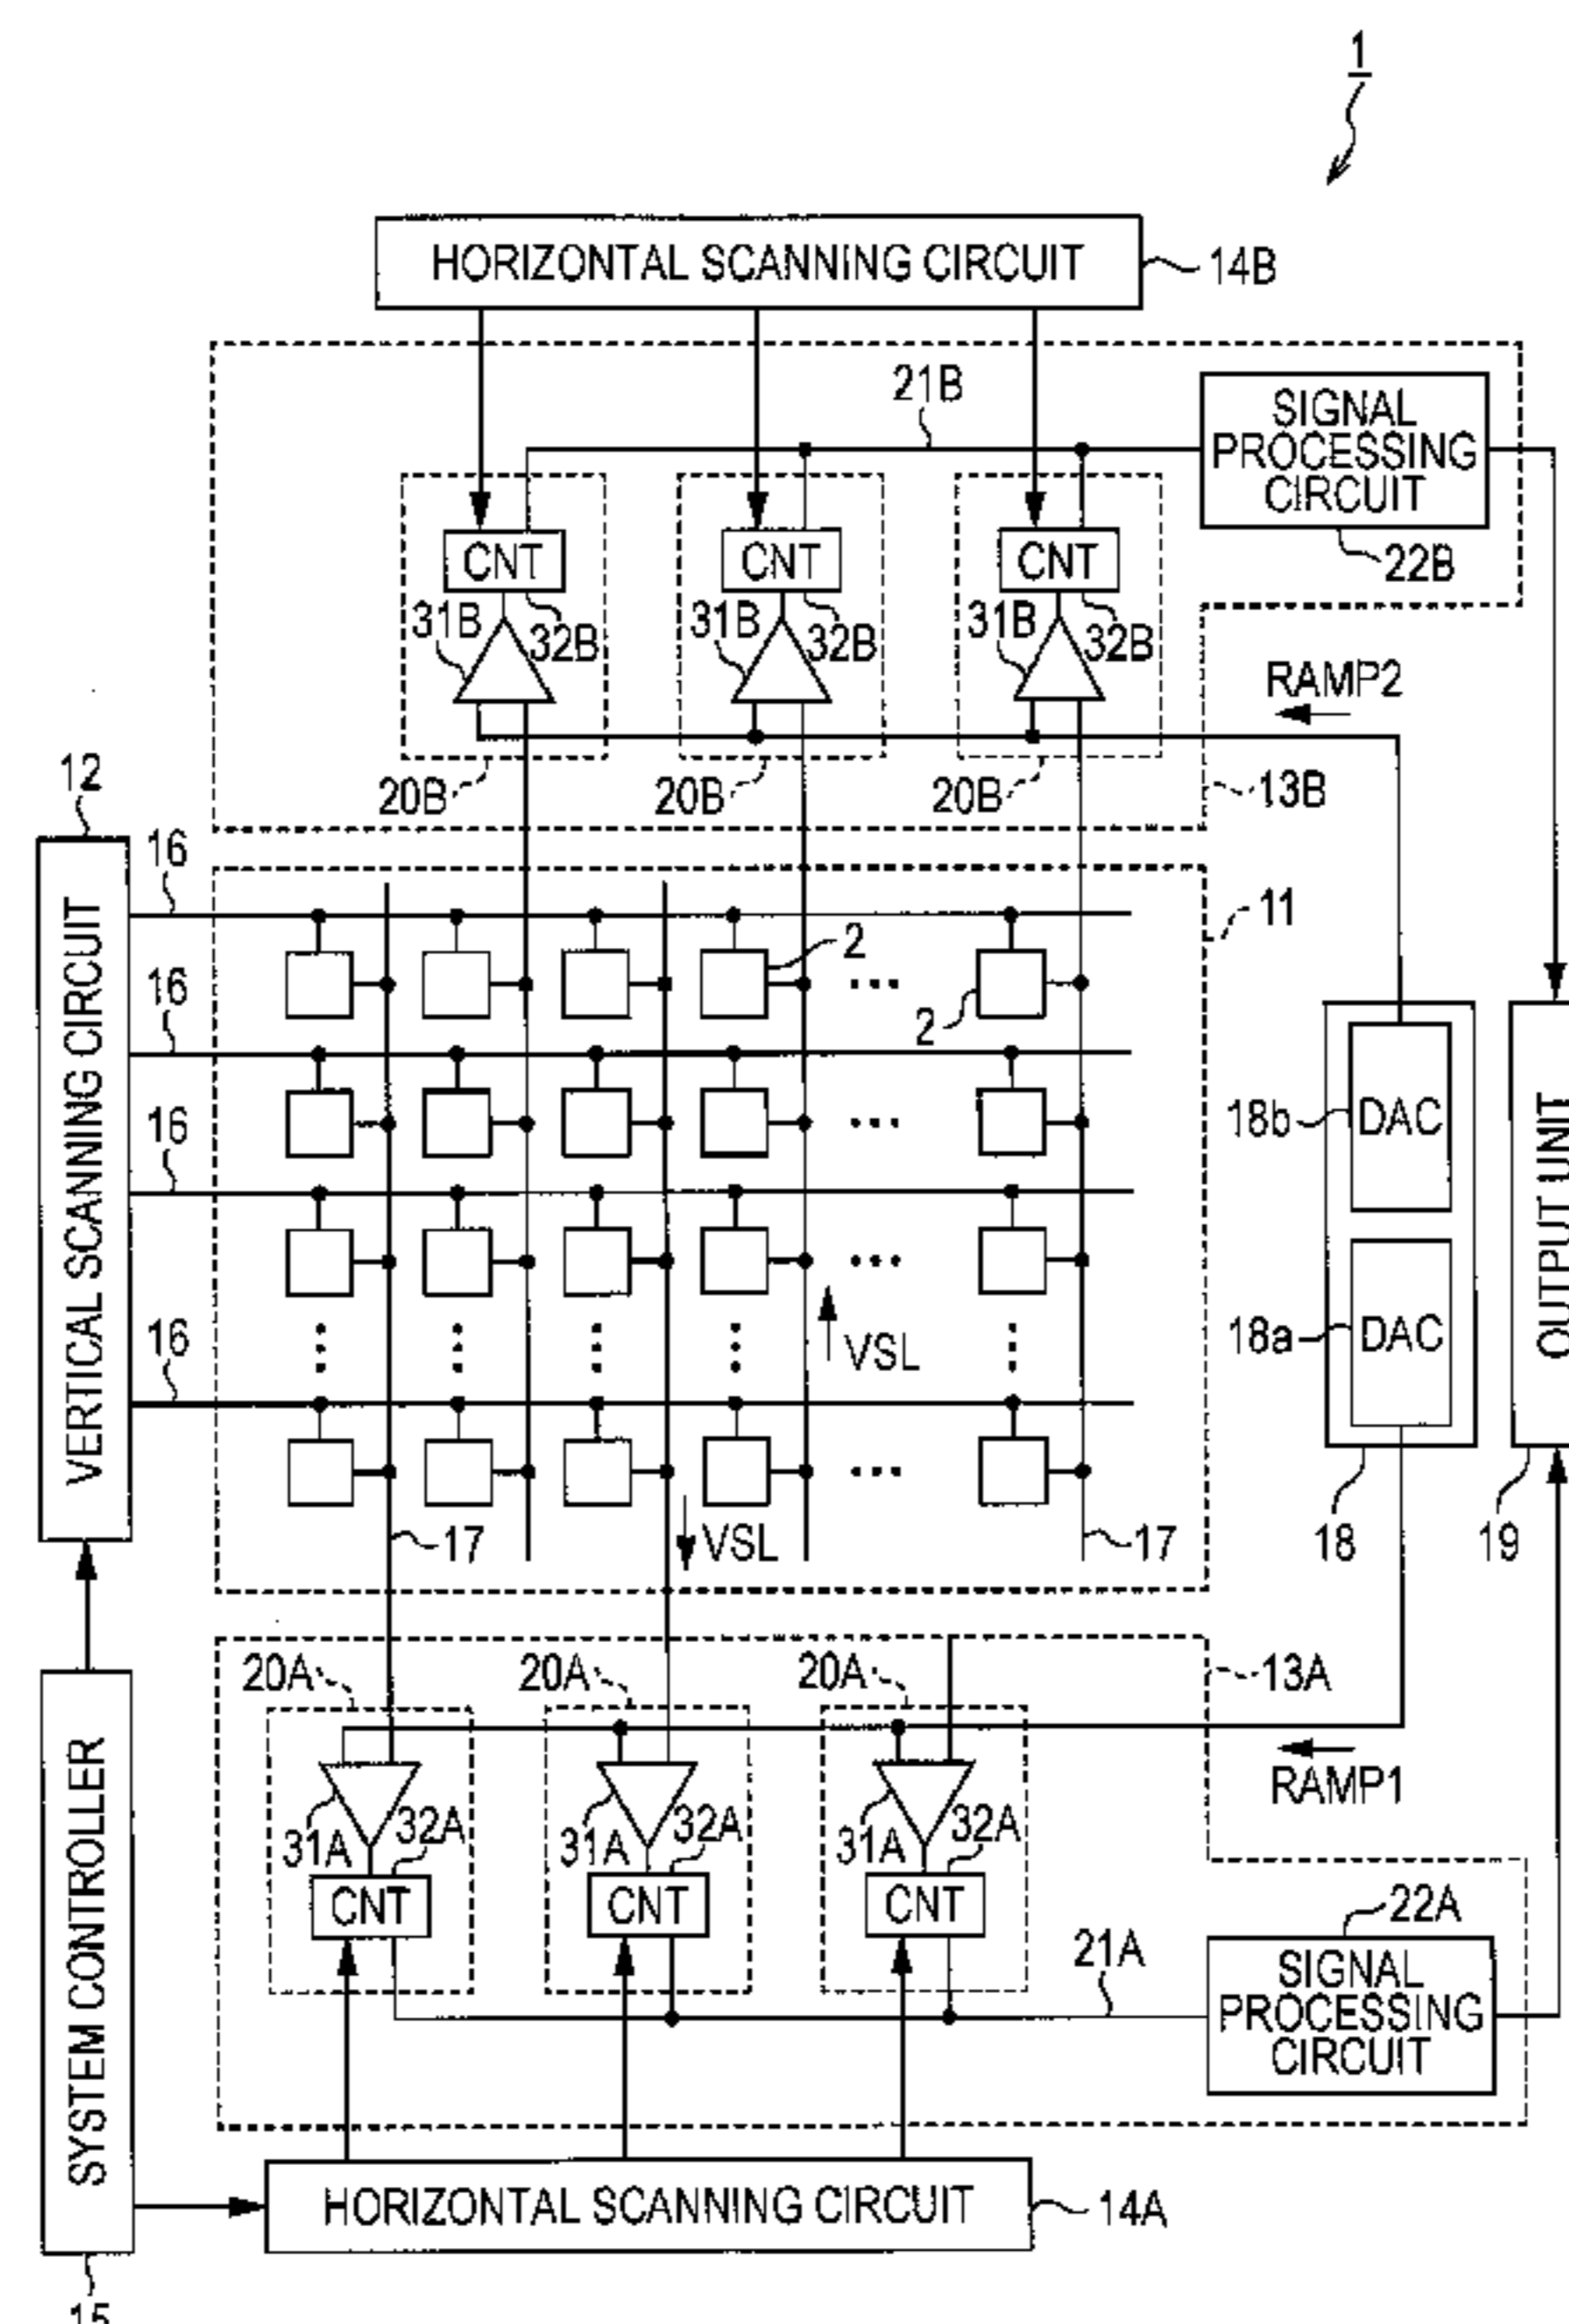 1
HORIZONTAL SCANNING CIRCUIT
14B
21B
SIGNAL
PROCESSING
CIRCUIT
22B
CNT
CNT
CNT
31B
32B
31B
32B
31B
32B
RAMP2
20B
20B
20B
13B
12
VERTICAL SCANNING CIRCUIT
16
16
16
16
11
2
2
VSL
VSL
17
17
18b
DAC
18a
DAC
18
OUTPUT UNIT
19
SYSTEM CONTROLLER
15
20A
20A
20A
13A
RAMP1
31A
32A
31A
32A
31A
32A
CNT
CNT
CNT
21A
22A
SIGNAL
PROCESSING
CIRCUIT
HORIZONTAL SCANNING CIRCUIT
14A